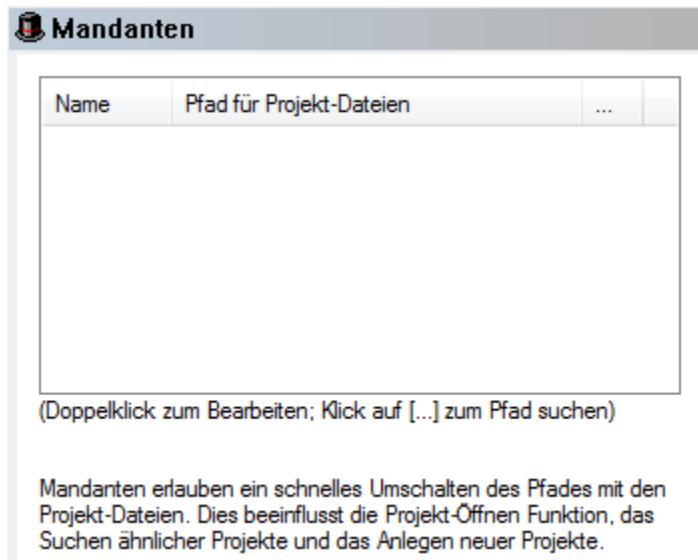 Mandanten
Name Pfad für Projekt-Dateien ...
(Doppelklick zum Bearbeiten; Klick auf [...] zum Pfad suchen)
Mandanten erlauben ein schnelles Umschalten des Pfades mit den
Projekt-Dateien. Dies beeinflusst die Projekt-Öffnen Funktion, das
Suchen ähnlicher Projekte und das Anlegen neuer Projekte.